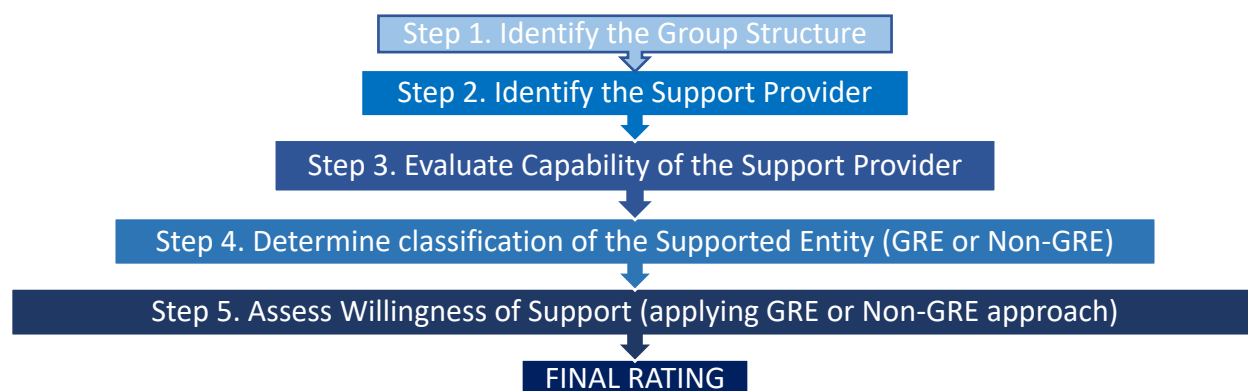 Step 1. Identify the Group Structure
Step 2. Identify the Support Provider
Step 3. Evaluate Capability of the Support Provider
Step 4. Determine classification of the Supported Entity (GRE or Non-GRE)
Step 5. Assess Willingness of Support (applying GRE or Non-GRE approach)
FINAL RATING